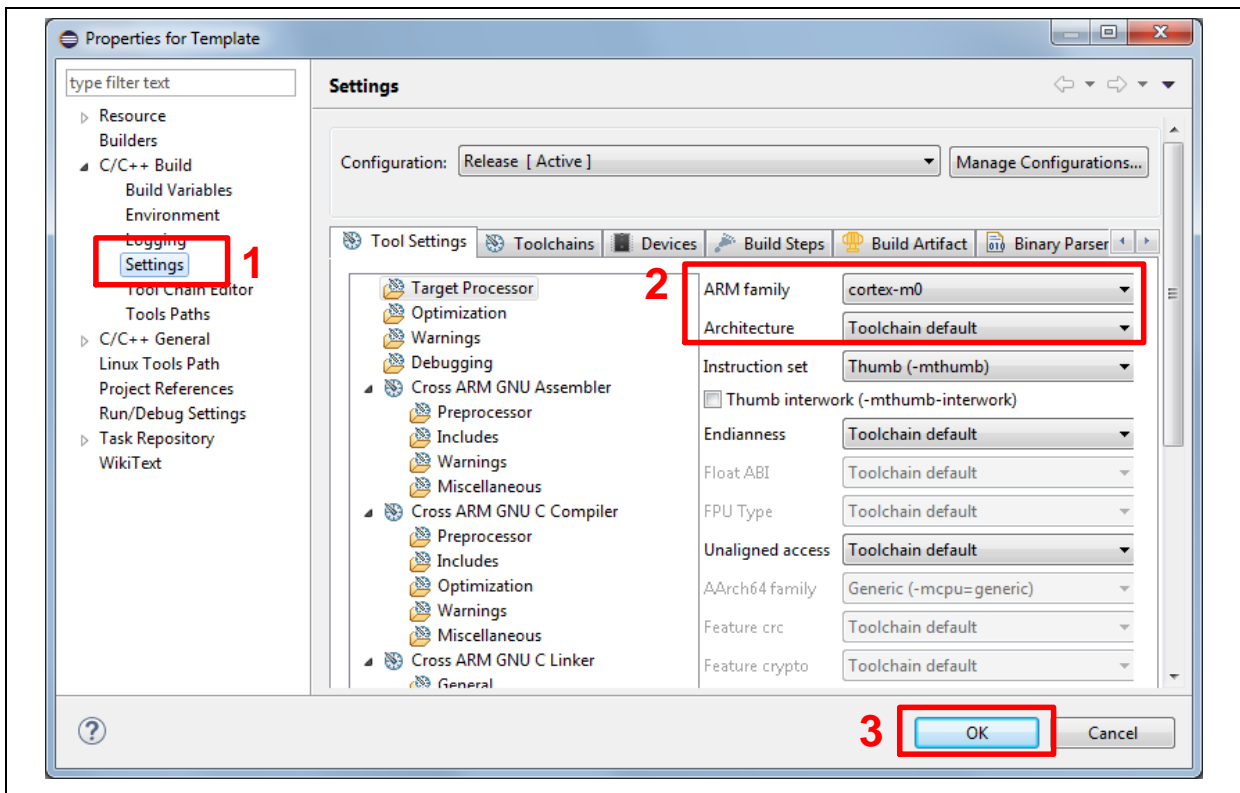 Properties for Template
type filter text
Resource
Builders
C/C++ Build
Build Variables
Environment
Logging
Settings
1
Tool Chain Editor
Tools Paths
C/C++ General
Linux Tools Path
Project References
Run/Debug Settings
Task Repository
WikiText
Settings
Configuration: Release [ Active ] Manage Configurations...
Tool Settings Toolchains Devices Build Steps Build Artifact Binary Parser
Target Processor
Optimization
Warnings
Debugging
Cross ARM GNU Assembler
Preprocessor
Includes
Warnings
Miscellaneous
Cross ARM GNU C Compiler
Preprocessor
Includes
Optimization
Warnings
Miscellaneous
Cross ARM GNU C Linker
General
2
ARM family cortex-m0
Architecture Toolchain default
Instruction set Thumb (-mthumb)
Thumb interwork (-mthumb-interwork)
Endianness Toolchain default
Float ABI Toolchain default
FPU Type Toolchain default
Unaligned access Toolchain default
AArch64 family Generic (-mcpu=generic)
Feature crc Toolchain default
Feature crypto Toolchain default
?
3
OK Cancel